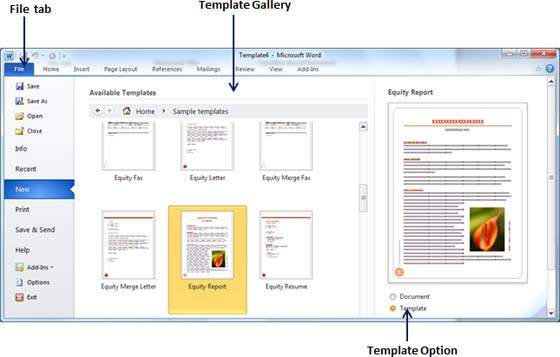 File tab
Template Gallery
Template4 - Microsoft Word
File Home Insert Page Layout References Mailings Review View Add-Ins
Save
Save As
Open
Close
Info
Recent
New
Print
Save & Send
Help
Add-Ins
Options
Exit
Available Templates
Home Sample templates
Equity Fax Equity Letter Equity Merge Fax
Equity Merge Letter Equity Report Equity Resume
Equity Report
Document
Template
Template Option